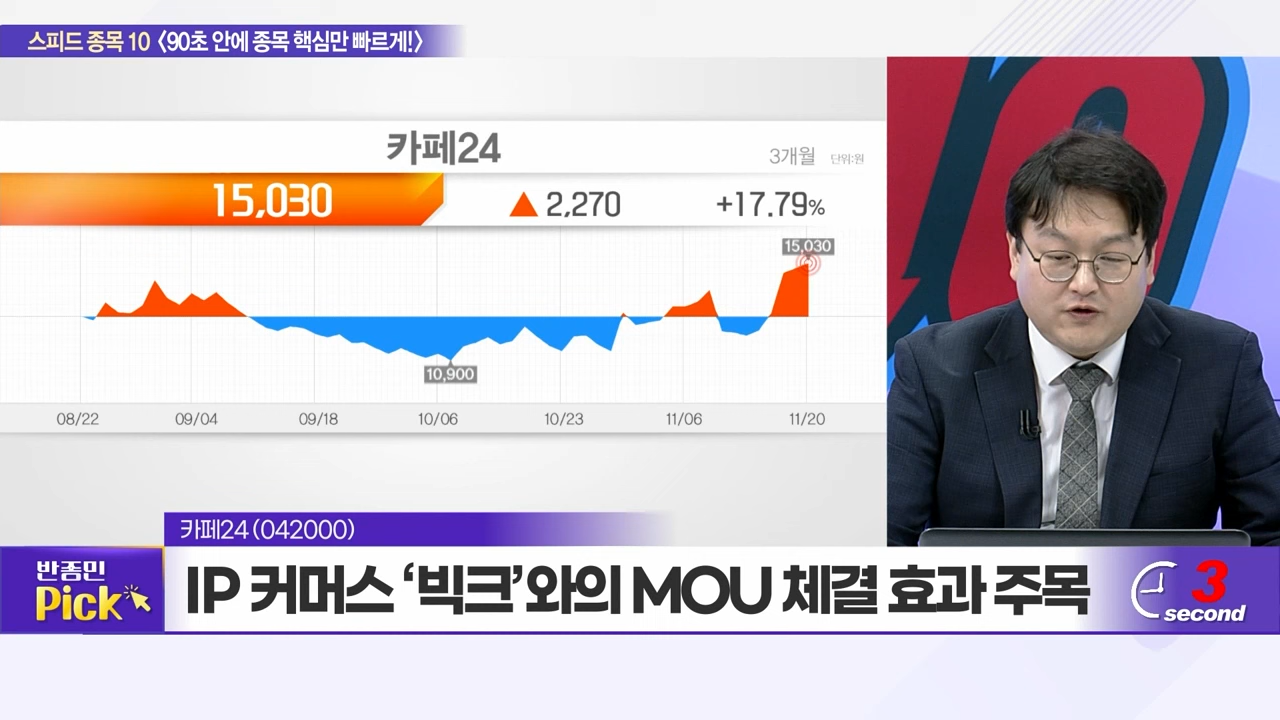 스피드 종목 10 〈90초 안에 종목 핵심만 빠르게!〉
카페24
3개월 단위:원
15,030 ▲ 2,270 +17.79%
15,030
10,900
08/22 09/04 09/18 10/06 10/23 11/06 11/20
카페24 (042000)
반종민
Pick
IP 커머스 ‘빅크’와의 MOU 체결 효과 주목
3
second